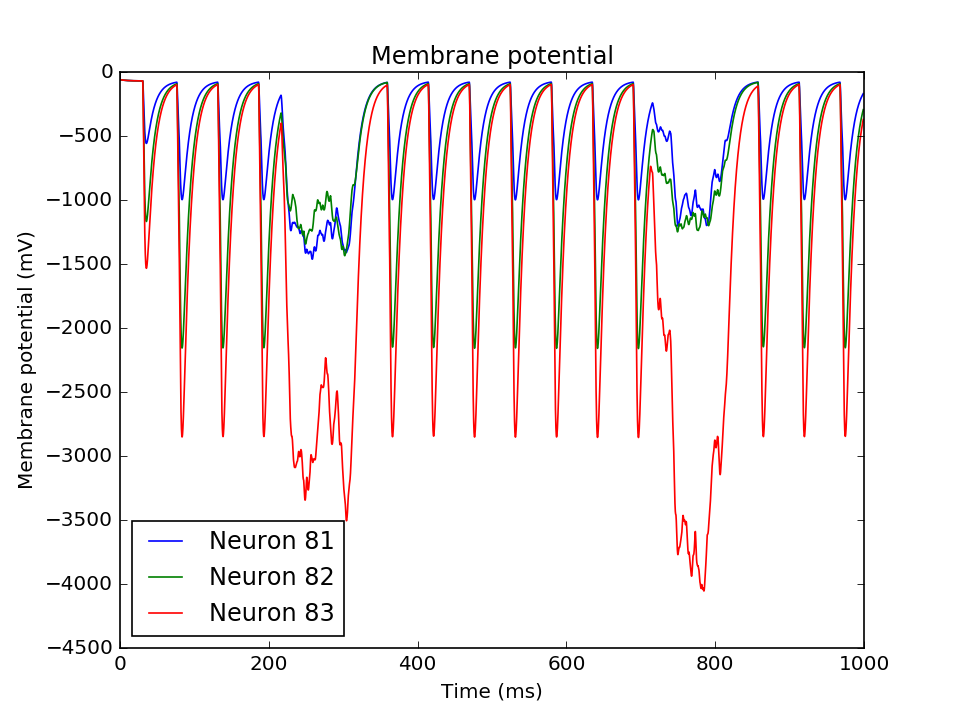 Membrane potential
0
−500
−1000
−1500
−2000
−2500
−3000
−3500
−4000
−4500
Membrane potential (mV)
Neuron 81
Neuron 82
Neuron 83
0 200 400 600 800 1000
Time (ms)